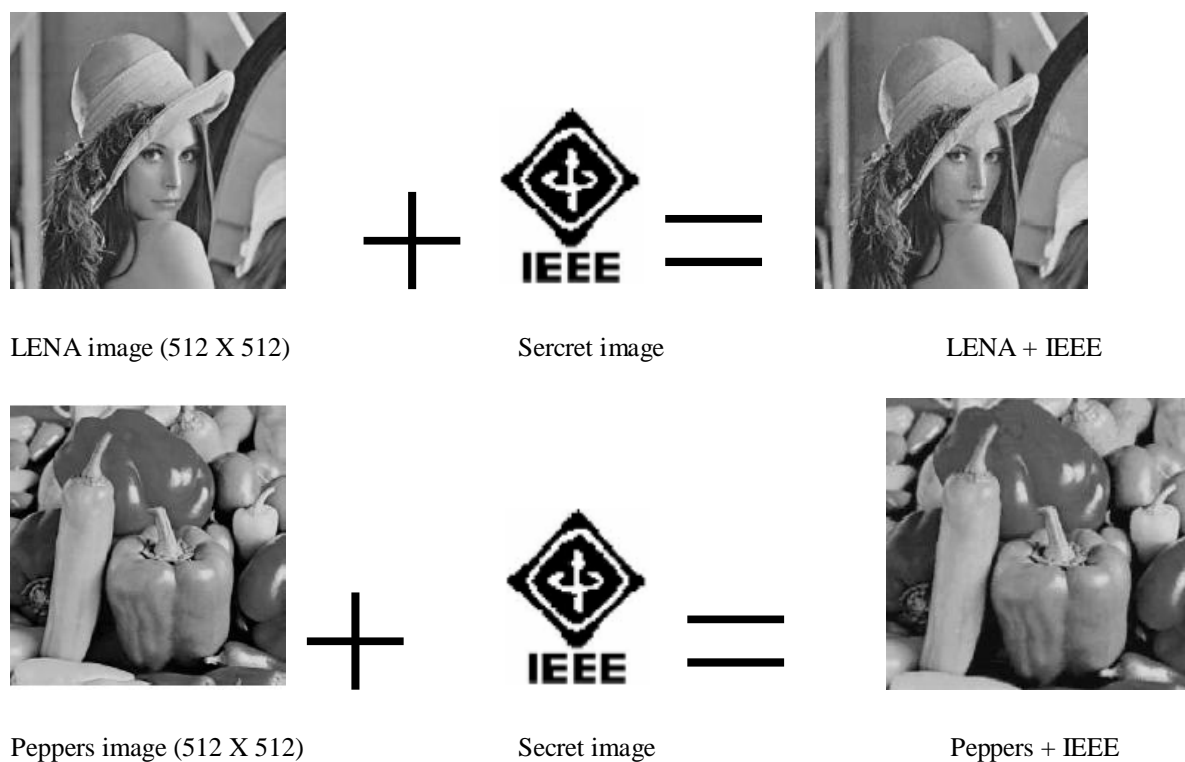 IEEE
LENA image (512 X 512) Sercret image LENA + IEEE
IEEE
Peppers image (512 X 512) Secret image Peppers + IEEE